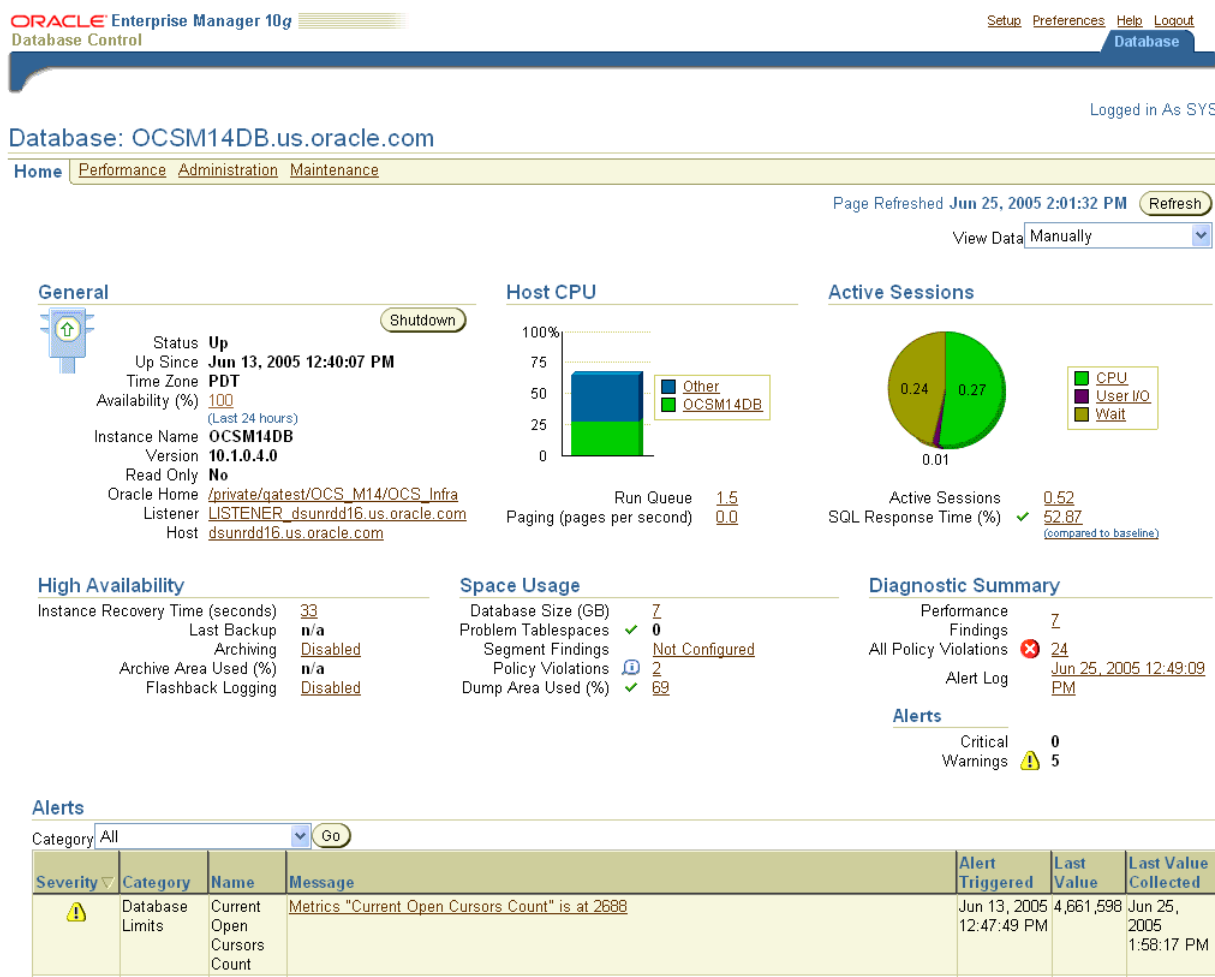 ORACLE Enterprise Manager 10g
Database Control
Setup Preferences Help Logout
Database
Logged in As SYS
Database: OCSM14DB.us.oracle.com
Home Performance Administration Maintenance
Page Refreshed Jun 25, 2005 2:01:32 PM Refresh
View Data Manually
General
Shutdown
Status Up
Up Since Jun 13, 2005 12:40:07 PM
Time Zone PDT
Availability (%) 100
(Last 24 hours)
Instance Name OCSM14DB
Version 10.1.0.4.0
Read Only No
Oracle Home /private/qatest/OCS_M14/OCS_Infra
Listener LISTENER_dsunrdd16.us.oracle.com
Host dsunrdd16.us.oracle.com
Host CPU
100%
75
50
25
0
Other
OCSM14DB
Run Queue 1.5
Paging (pages per second) 0.0
Active Sessions
0.24
0.27
0.01
CPU
User I/O
Wait
Active Sessions 0.52
SQL Response Time (%) 52.87
(compared to baseline)
High Availability
Instance Recovery Time (seconds) 33
Last Backup n/a
Archiving Disabled
Archive Area Used (%) n/a
Flashback Logging Disabled
Space Usage
Database Size (GB) 7
Problem Tablespaces 0
Segment Findings Not Configured
Policy Violations 2
Dump Area Used (%) 69
Diagnostic Summary
Performance
Findings 7
All Policy Violations 24
Alert Log Jun 25, 2005 12:49:09
PM
Alerts
Critical 0
Warnings 5
Alerts
Category All Go
Severity Category Name Message Alert Triggered Last Value Last Value Collected
Database Limits Current Open Cursors Count Metrics "Current Open Cursors Count" is at 2688 Jun 13, 2005 12:47:49 PM 4,661,598 Jun 25, 2005 1:58:17 PM